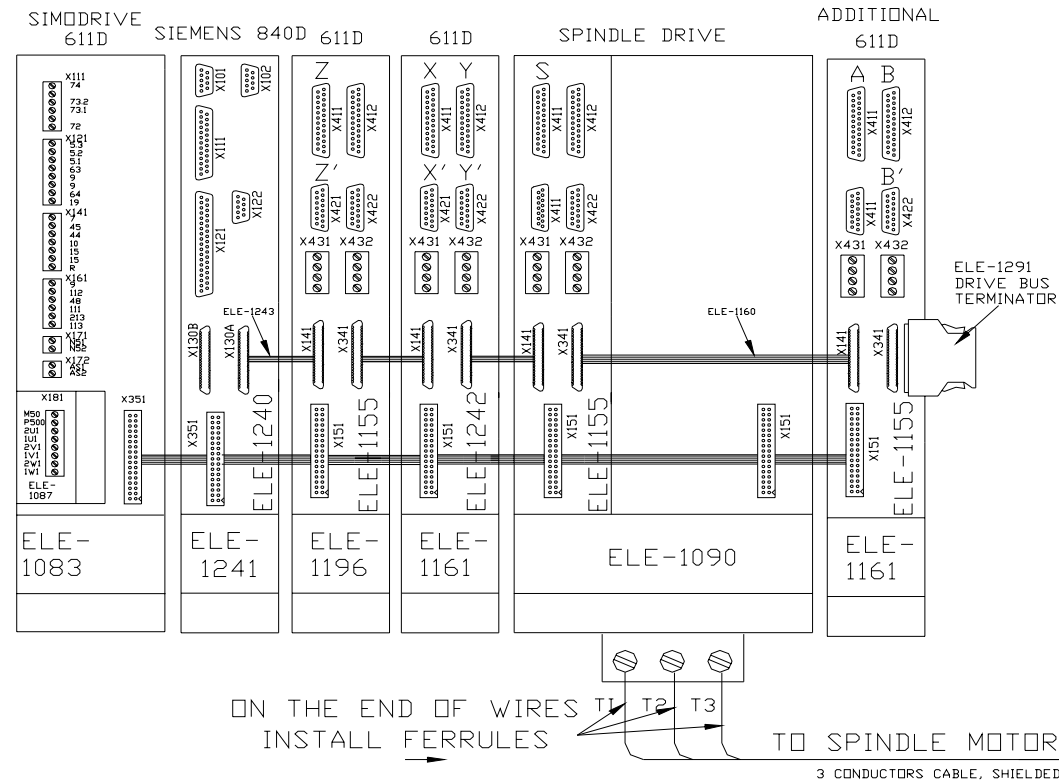 SIMODRIVE
611D
SIEMENS 840D
611D
611D
SPINDLE DRIVE
ADDITIONAL
611D
X111
74
73.2
73.1
72
X121
5.3
5.2
5.1
63
9
9
64
19
X141
7
45
44
10
15
15
R
X161
9
112
48
111
213
113
X171
NS1
NS2
X172
AS1
AS2
X181
M50
P500
2U1
1U1
2V1
1V1
2W1
1W1
ELE-
1087
X351
ELE-
1083
X101
X102
X111
X122
X121
X130B
X130A
ELE-1243
X351
ELE-1240
ELE-
1241
Z
X411
X412
Z'
X421
X422
X431 X432
X141
X341
X151
ELE-1155
ELE-
1196
X Y
X411
X412
X' Y'
X421
X422
X431 X432
X141
X341
X151
ELE-1242
ELE-
1161
S
X411
X412
X411
X422
X431 X432
X141
X341
ELE-1160
X151
ELE-1155
X151
ELE-1090
A B
X411
X412
B'
X411
X422
X431 X432
X141
X341
X151
ELE-1155
ELE-
1161
ELE-1291
DRIVE BUS
TERMINATOR
T1 T2 T3
ON THE END OF WIRES
INSTALL FERRULES
TO SPINDLE MOTOR
3 CONDUCTORS CABLE, SHIELDED